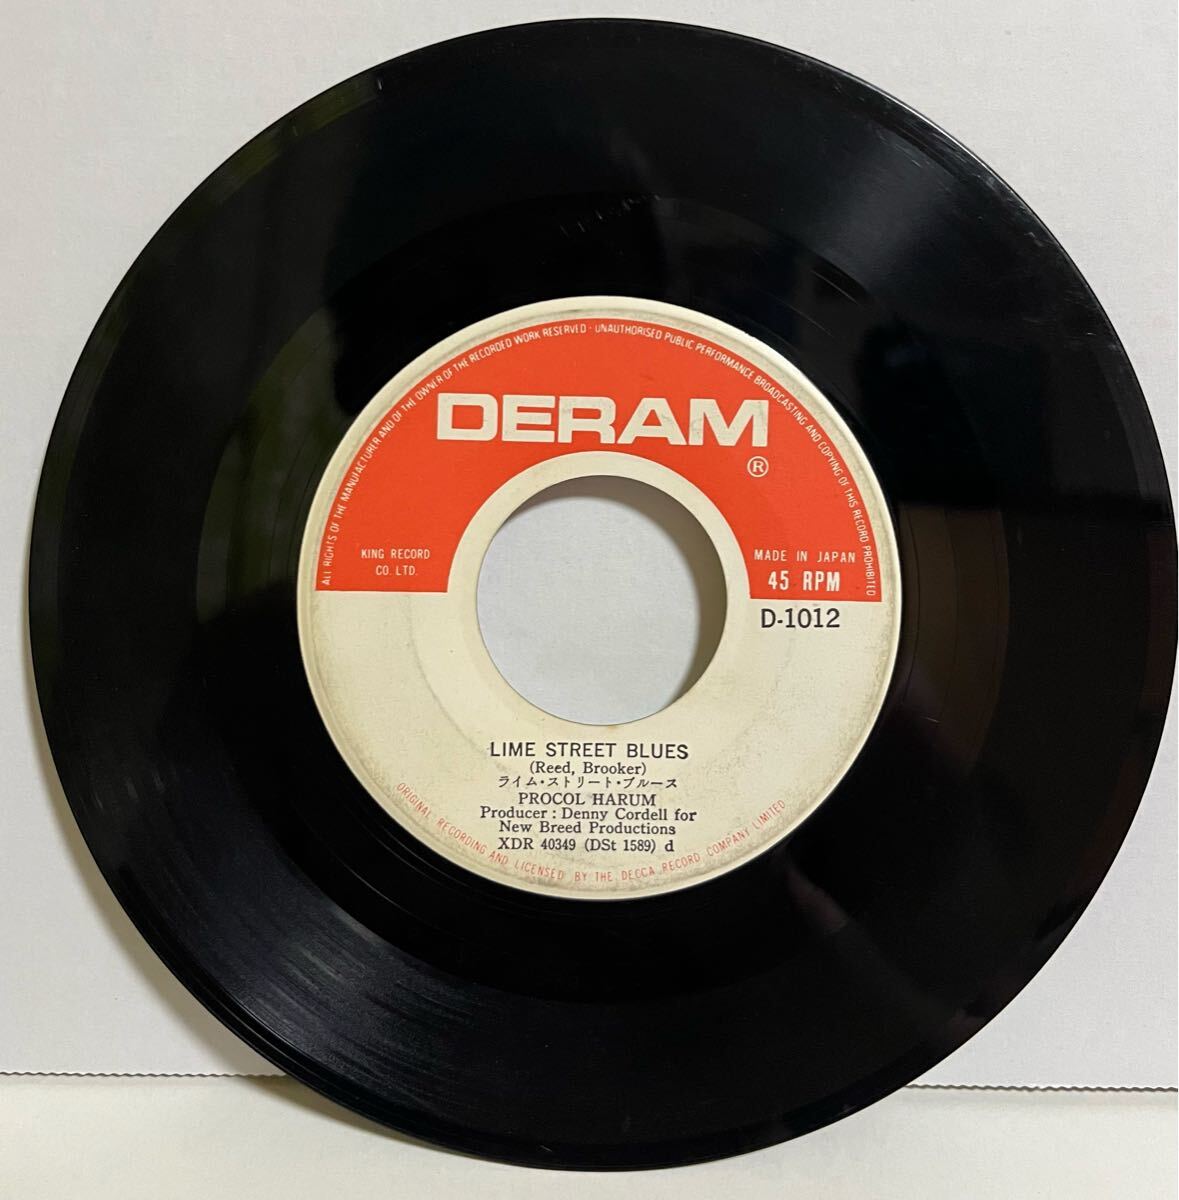 ALL RIGHTS OF THE MANUFACTURER AND OF THE OWNER OF THE RECORDED WORK RESERVED · UNAUTHORISED PUBLIC PERFORMANCE BROADCASTING AND COPYING OF THIS RECORD PROHIBITED
DERAM
®
KING RECORD
CO. LTD.
MADE IN JAPAN
45 RPM
D-1012
LIME STREET BLUES
(Reed, Brooker)
ライム・ストリート・ブルース
PROCOL HARUM
Producer : Denny Cordell for
New Breed Productions
XDR 40349 (DSt 1589) d
ORIGINAL RECORDING AND LICENSED BY THE DECCA RECORD COMPANY LIMITED